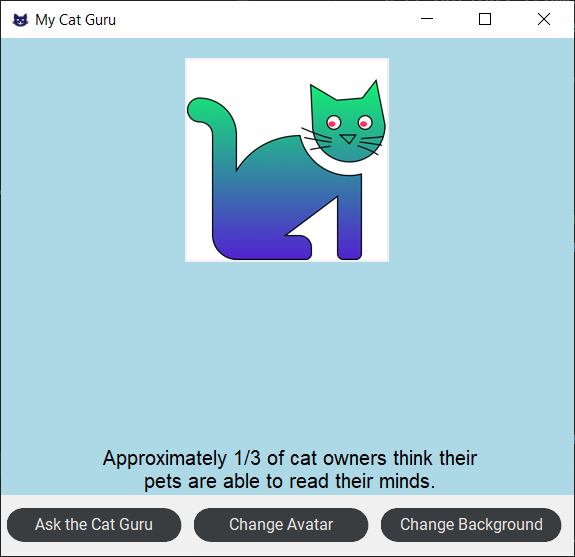 My Cat Guru
Approximately 1/3 of cat owners think their
pets are able to read their minds.
Ask the Cat Guru
Change Avatar
Change Background